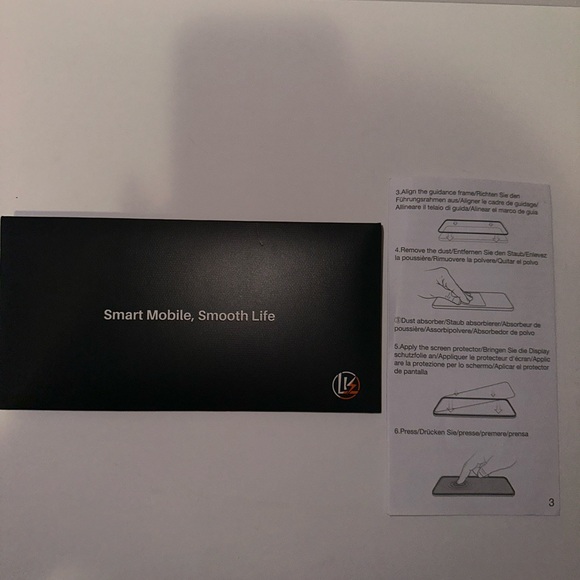 Smart Mobile, Smooth Life
LK
3.Align the guidance frame/Richten Sie den
Führungsrahmen aus/Aligner le cadre de guidage/
Allineare il telaio di guida/Alinear el marco de guía
4.Remove the dust/Entfernen Sie den Staub/Enlevez
la poussière/Rimuovere la polvere/Quitar el polvo
③Dust absorber/Staub absorbieren/Absorbeur de
poussière/Assorbipolvere/Absorbedor de polvo
5.Apply the screen protector/Bringen Sie die Display
schutzfolie an/Appliquer le protecteur d'écran/Applic
are la protezione per lo schermo/Aplicar el protector
de pantalla
6.Press/Drücken Sie/presse/premere/prensa
3